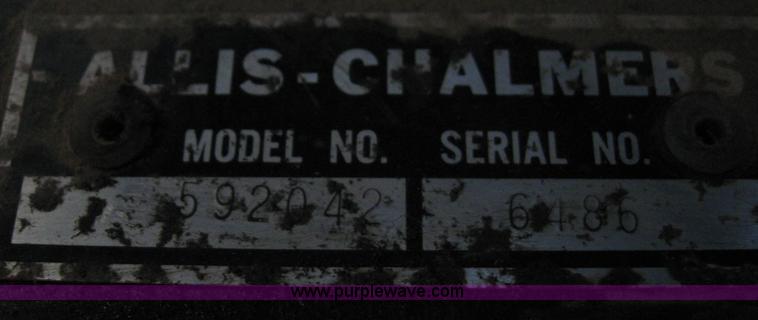 ALLIS-CHALMERS
MODEL NO. SERIAL NO.
592042 6486
www.purplewave.com